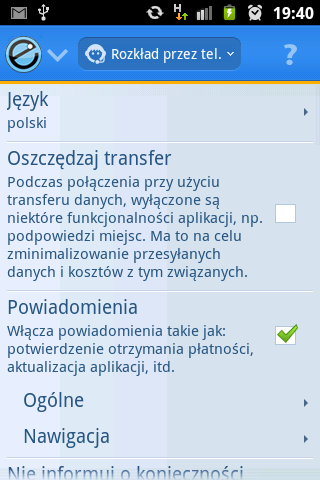 H
19:40
Rozkład przez tel.
?
Język
polski
Oszczędzaj transfer
Podczas połączenia przy użyciu
transferu danych, wyłączone są
niektóre funkcjonalności aplikacji, np.
podpowiedzi miejsc. Ma to na celu
zminimalizowanie przesyłanych
danych i kosztów z tym związanych.
Powiadomienia
Włącza powiadomienia takie jak:
potwierdzenie otrzymania płatności,
aktualizacja aplikacji, itd.
Ogólne
Nawigacja
Nie informuj o konieczności